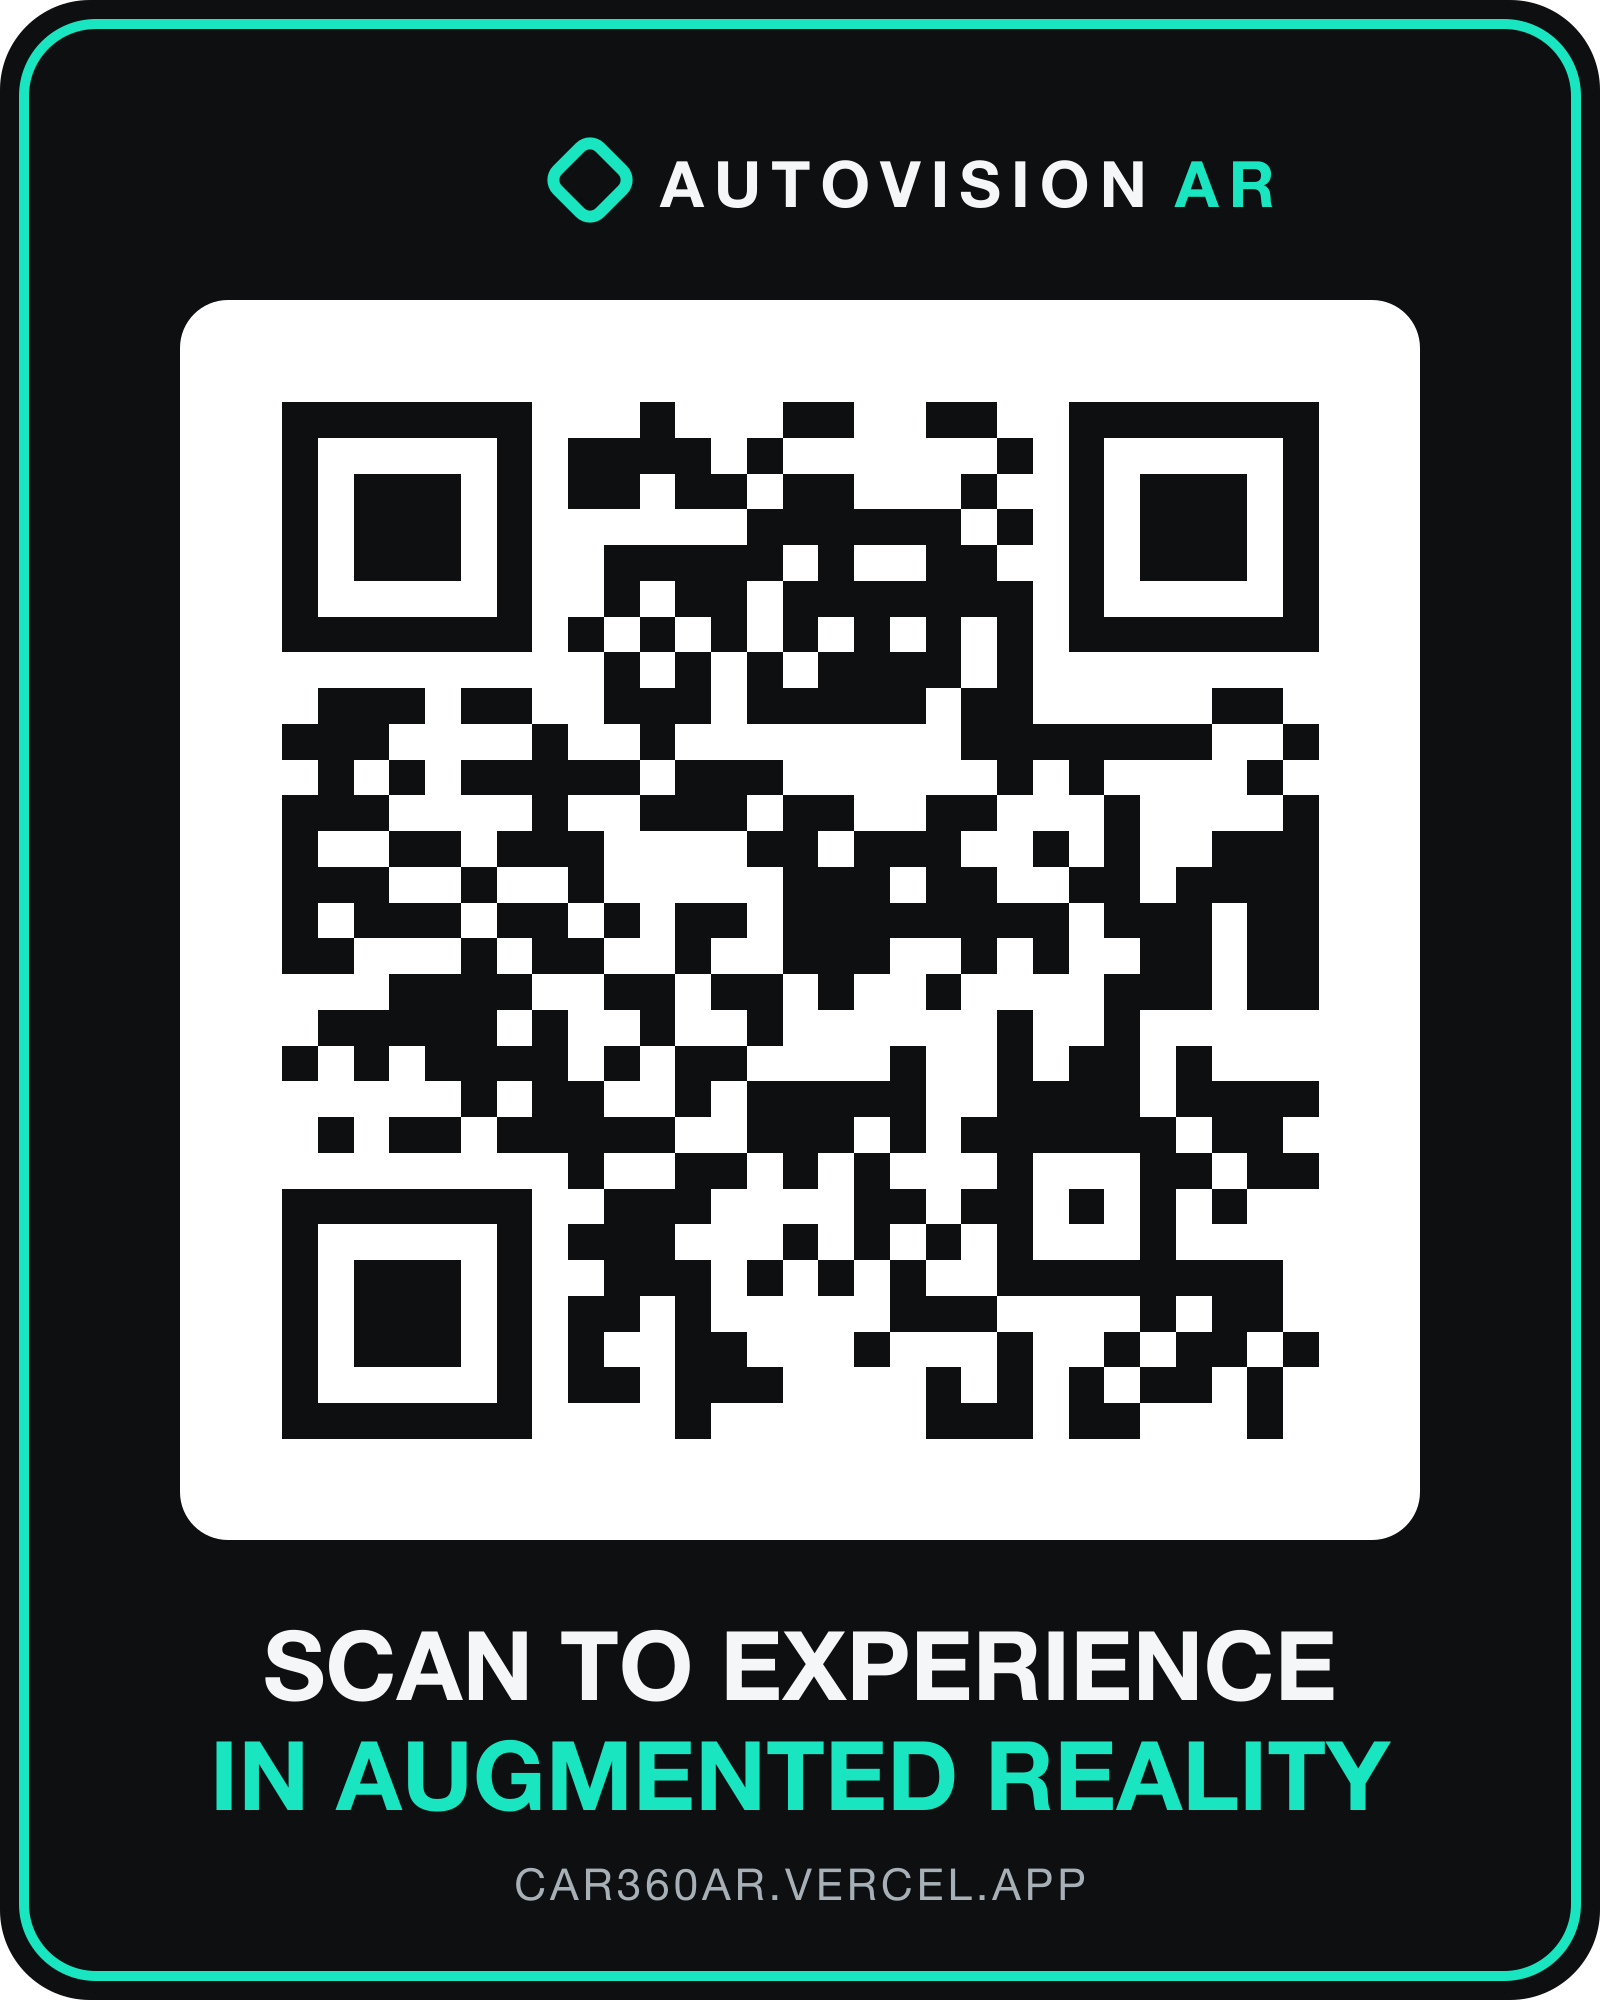 AUTOVISION AR
SCAN TO EXPERIENCE
IN AUGMENTED REALITY
CAR360AR.VERCEL.APP